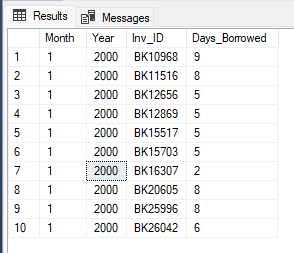 Results Messages
Month Year Inv_ID Days_Borrowed
1 1 2000 BK10968 9
2 1 2000 BK11516 8
3 1 2000 BK12656 5
4 1 2000 BK12869 5
5 1 2000 BK15517 5
6 1 2000 BK15703 5
7 1 2000 BK16307 2
8 1 2000 BK20605 8
9 1 2000 BK25996 8
10 1 2000 BK26042 6